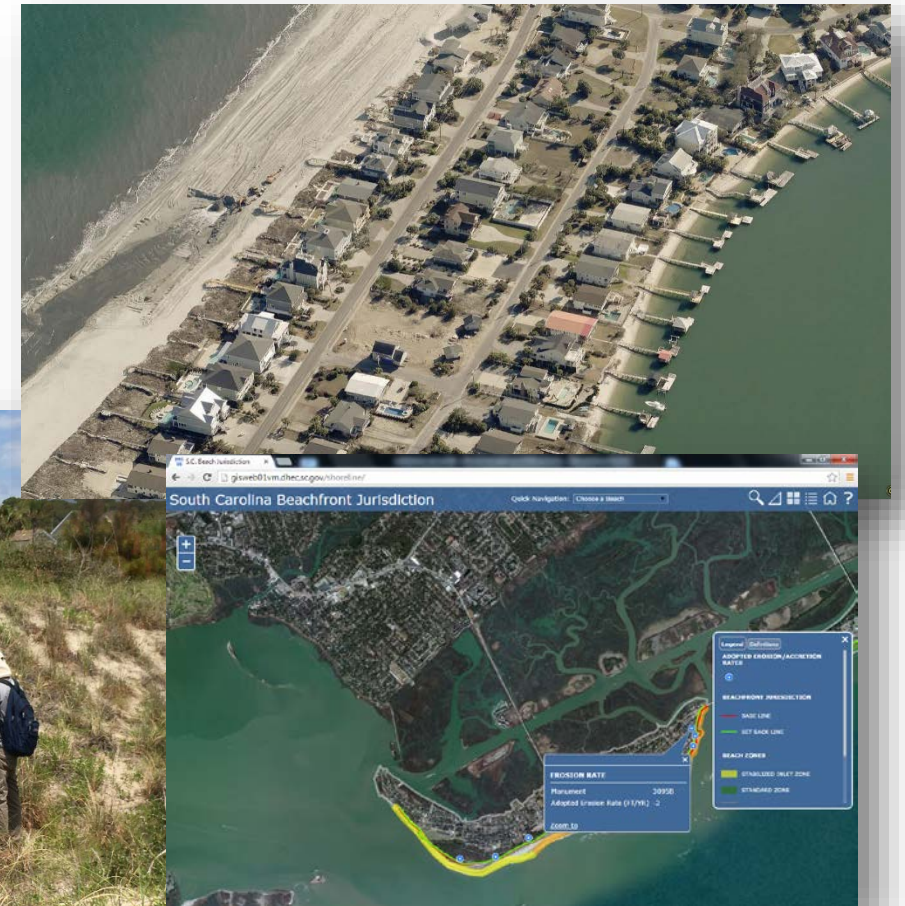 S.C. Beach Jurisdiction
gisweb01vm.dhec.sc.gov/shoreline/
South Carolina Beachfront Jurisdiction
Quick Navigation: Choose a Beach
?
+
−
Legend Definitions
ADOPTED EROSION/ACCRETION
RATES
BEACHFRONT JURISDICTION
BASE LINE
SET BACK LINE
BEACH ZONES
STABILIZED INLET ZONE
STANDARD ZONE
EROSION RATE
Monument
Adopted Erosion Rate (FT/YR) -2
Zoom to